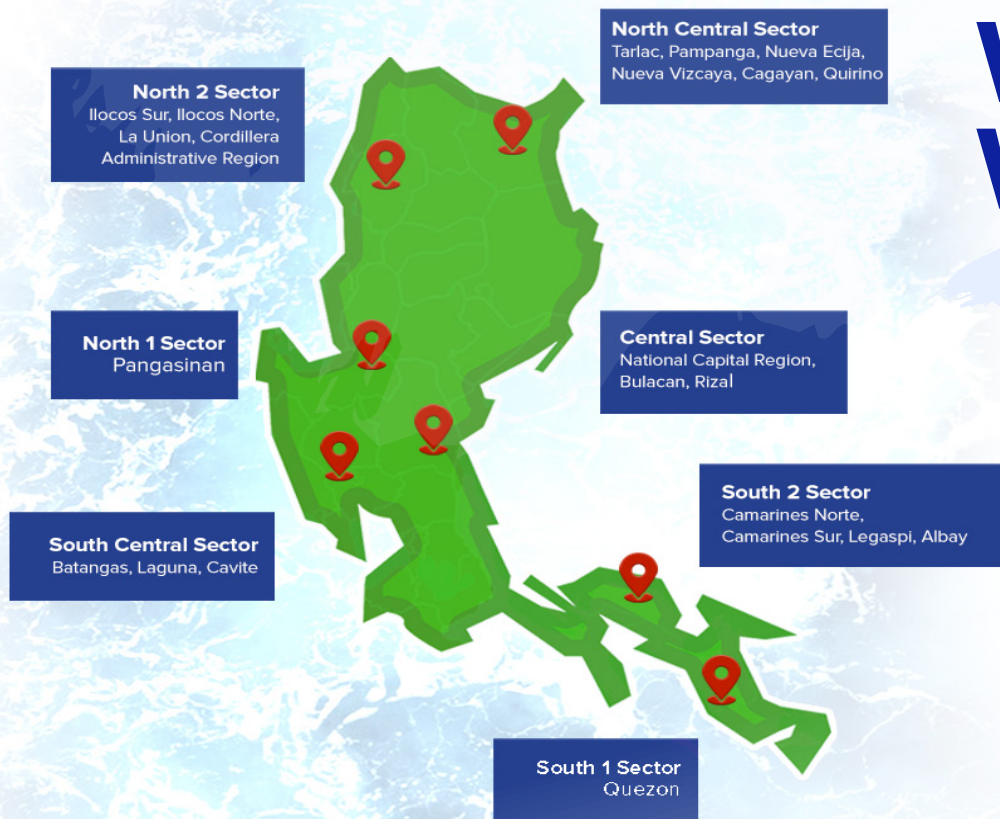 North Central Sector
Tarlac, Pampanga, Nueva Ecija,
Nueva Vizcaya, Cagayan, Quirino
North 2 Sector
Ilocos Sur, Ilocos Norte,
La Union, Cordillera
Administrative Region
North 1 Sector
Pangasinan
Central Sector
National Capital Region,
Bulacan, Rizal
South 2 Sector
Camarines Norte,
Camarines Sur, Legaspi, Albay
South Central Sector
Batangas, Laguna, Cavite
South 1 Sector
Quezon